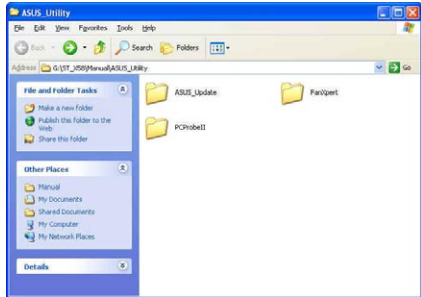 ASUS_Utility
File Edit View Favorites Tools Help
Back Search Folders
Address G:\ST_X58\Manual\ASUS_Utility Go
File and Folder Tasks
Make a new folder
Publish this folder to the
Web
Share this folder
Other Places
Manual
My Documents
Shared Documents
My Computer
My Network Places
Details
ASUS_Update
FanXpert
PCProbeII